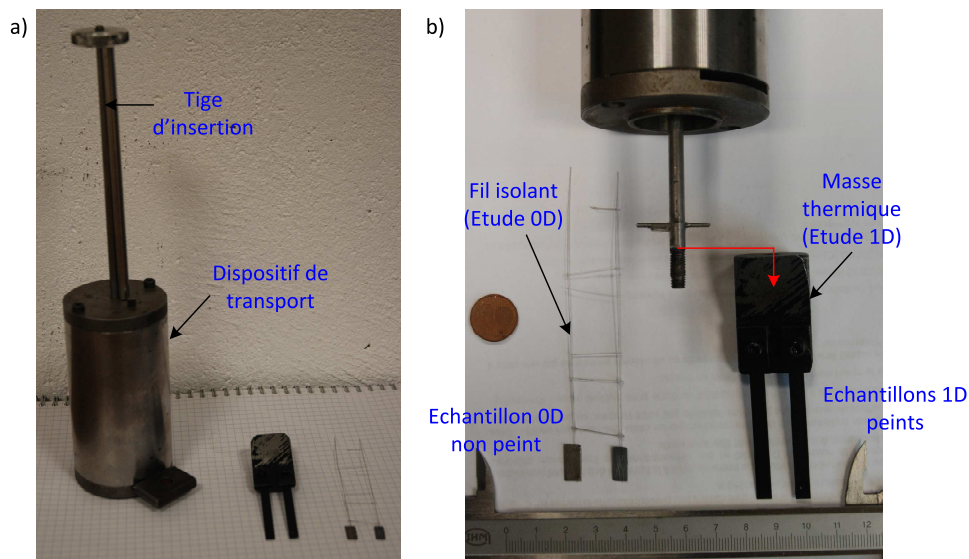 a)
Tige
d'insertion
Dispositif de
transport
b)
Fil isolant
(Etude 0D)
Masse
thermique
(Etude 1D)
Echantillon 0D
non peint
Echantillons 1D
peints
IHM 0 1 2 3 4 5 6 7 8 9 10 11 12